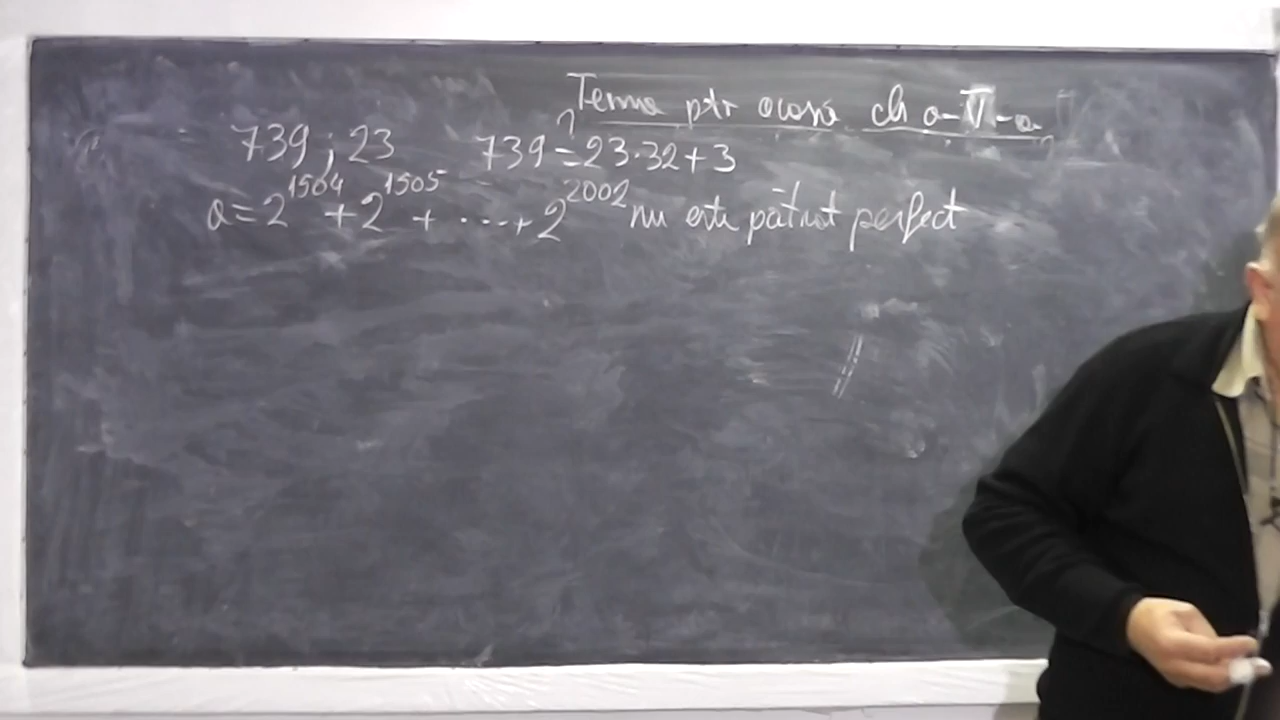 Tema ptr acasă cls a-V-a
739 ; 23 739 = 23·32+3
a=2^1504+2^1505+...+2^2002 nu este pătrat perfect